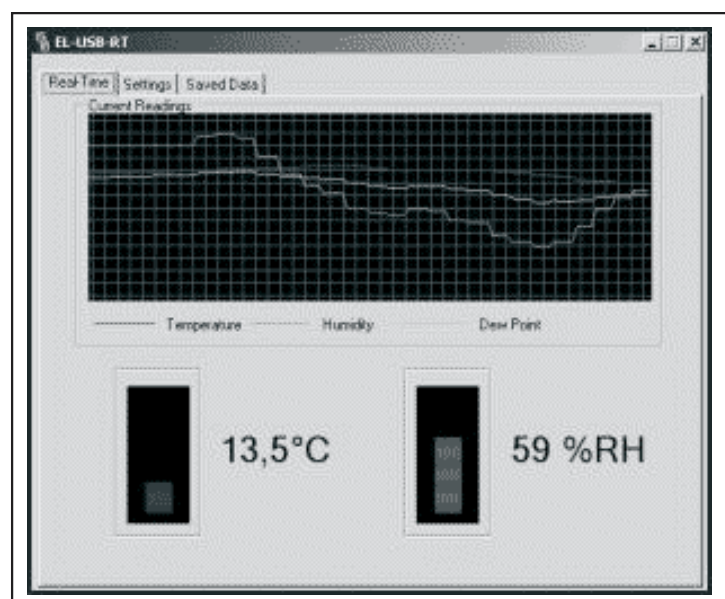 EL-USB-RT
Real-Time Settings Saved Data
Current Readings
Temperature Humidity Dew Point
13,5°C 59 %RH